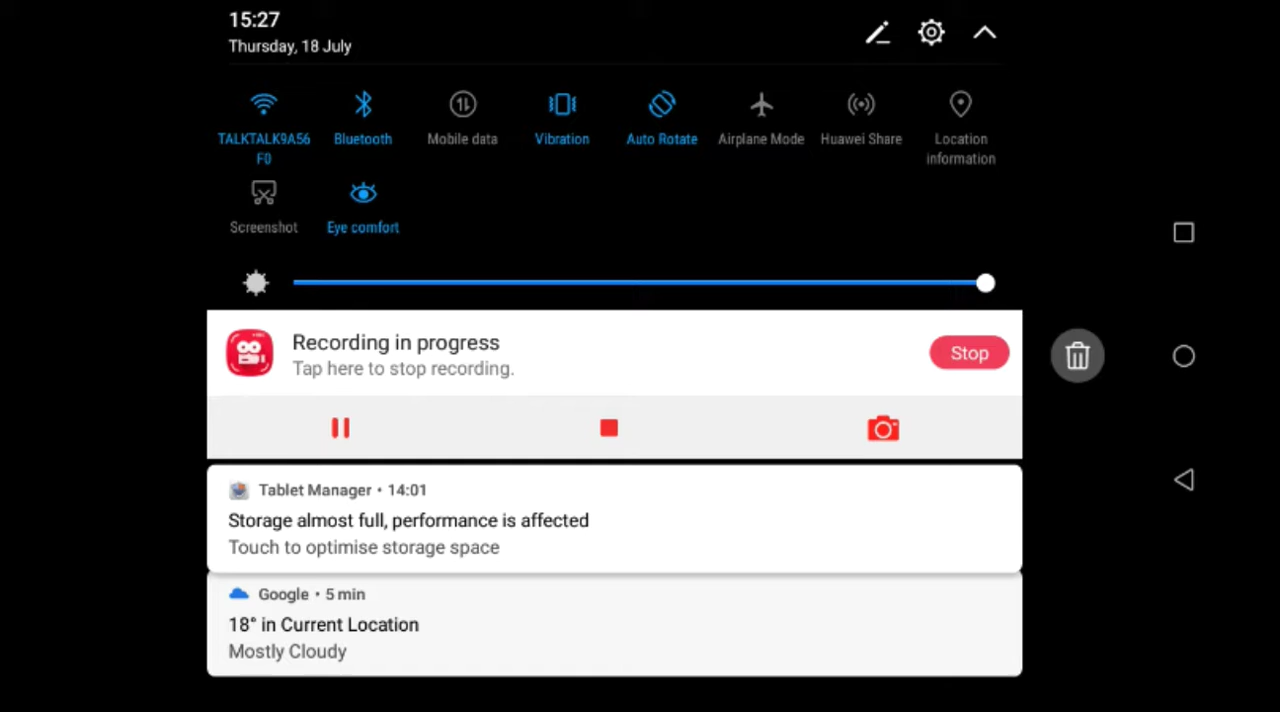 15:27
Thursday, 18 July
TALKTALK9A56
F0
Bluetooth
Mobile data
Vibration
Auto Rotate
Airplane Mode
Huawei Share
Location
information
Screenshot
Eye comfort
Recording in progress
Tap here to stop recording.
Stop
Tablet Manager • 14:01
Storage almost full, performance is affected
Touch to optimise storage space
Google • 5 min
18° in Current Location
Mostly Cloudy